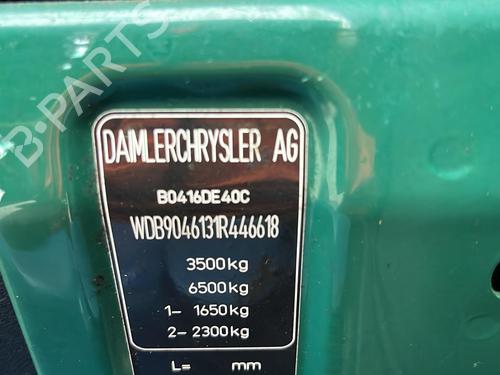 B-PARTS
DAIMLERCHRYSLER AG
B0416DE40C
WDB9046131R446618
3500kg
6500kg
1- 1650kg
2- 2300kg
L= mm